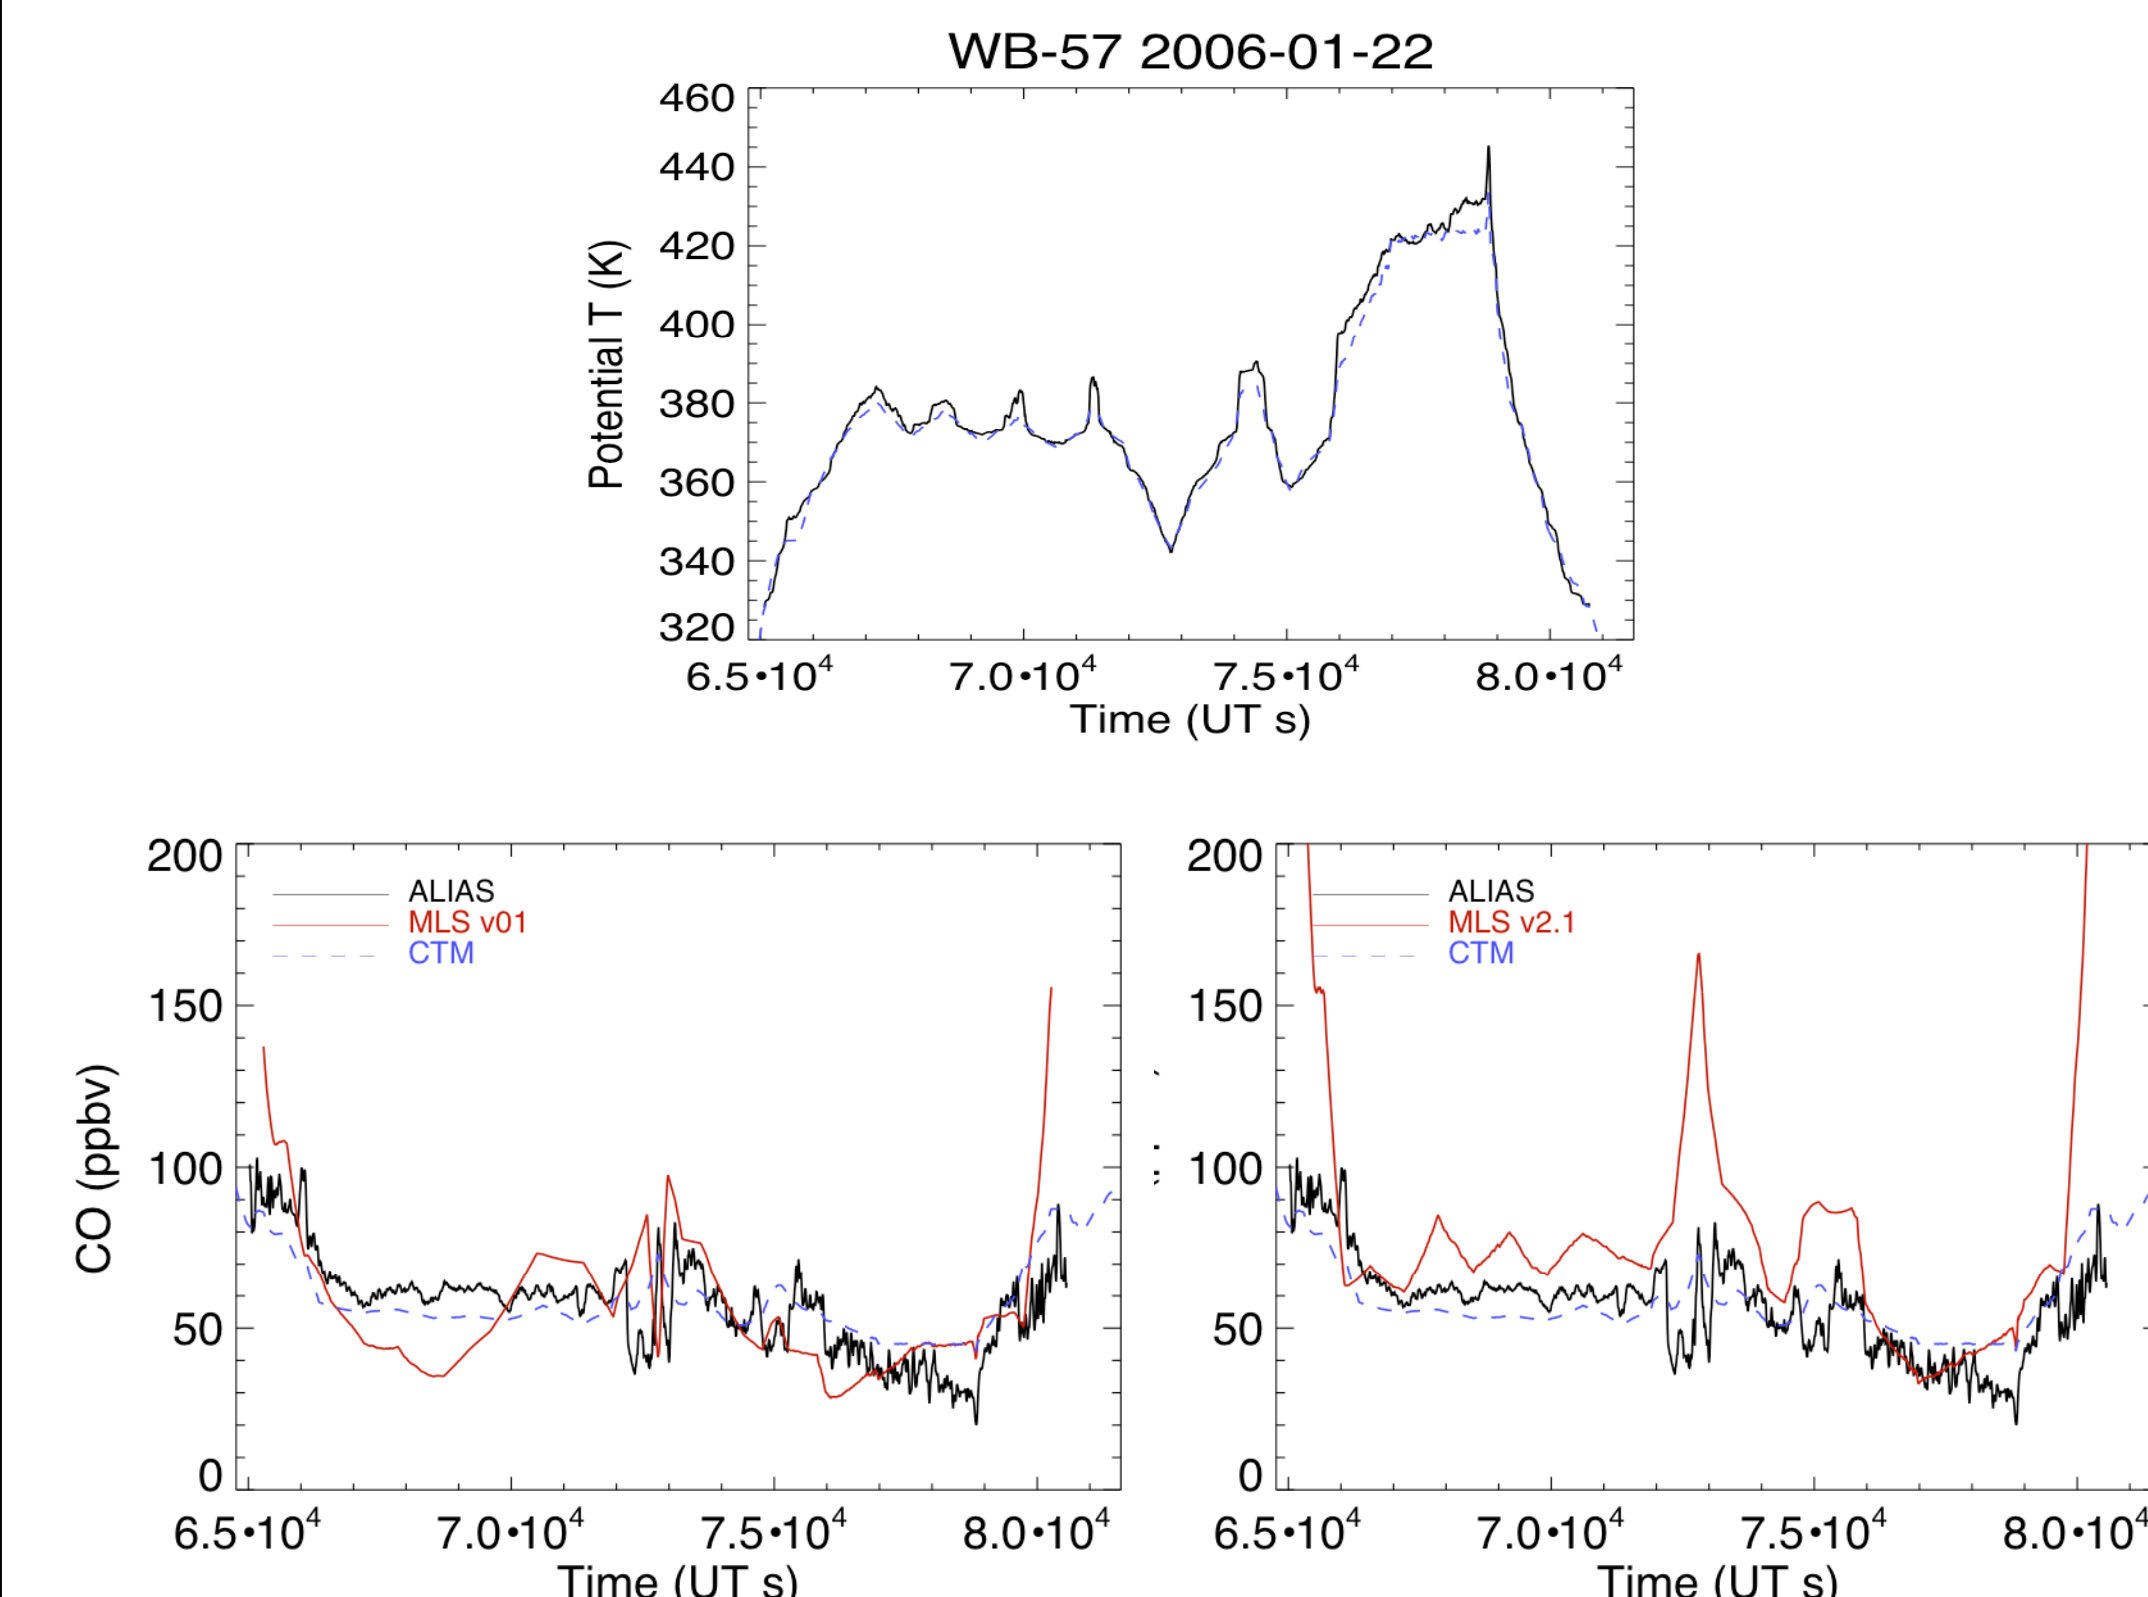 WB-57 2006-01-22
460
440
420
400
380
360
340
320
Potential T (K)
6.5•10⁴ 7.0•10⁴ 7.5•10⁴ 8.0•10⁴
Time (UT s)
200
150
100
50
0
CO (ppbv)
ALIAS
MLS v01
CTM
6.5•10⁴ 7.0•10⁴ 7.5•10⁴ 8.0•10⁴
Time (UT s)
200
150
100
50
0
ALIAS
MLS v2.1
CTM
6.5•10⁴ 7.0•10⁴ 7.5•10⁴ 8.0•10⁴
Time (UT s)